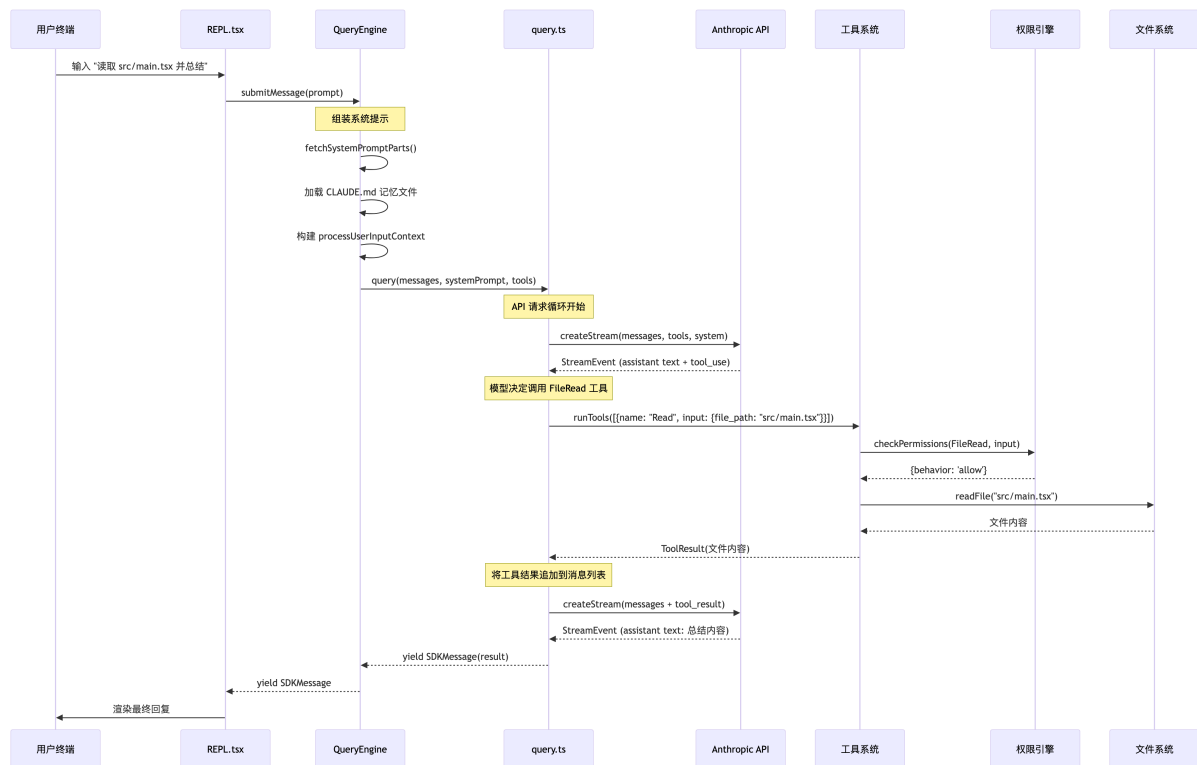 用户终端
REPL.tsx
QueryEngine
query.ts
Anthropic API
工具系统
权限引擎
文件系统
输入 "读取 src/main.tsx 并总结"
submitMessage(prompt)
组装系统提示
fetchSystemPromptParts()
加载 CLAUDE.md 记忆文件
构建 processUserInputContext
query(messages, systemPrompt, tools)
API 请求循环开始
createStream(messages, tools, system)
StreamEvent (assistant text + tool_use)
模型决定调用 FileRead 工具
runTools([{name: "Read", input: {file_path: "src/main.tsx"}}])
checkPermissions(FileRead, input)
{behavior: 'allow'}
readFile("src/main.tsx")
文件内容
ToolResult(文件内容)
将工具结果追加到消息列表
createStream(messages + tool_result)
StreamEvent (assistant text: 总结内容)
yield SDKMessage(result)
yield SDKMessage
渲染最终回复
用户终端
REPL.tsx
QueryEngine
query.ts
Anthropic API
工具系统
权限引擎
文件系统